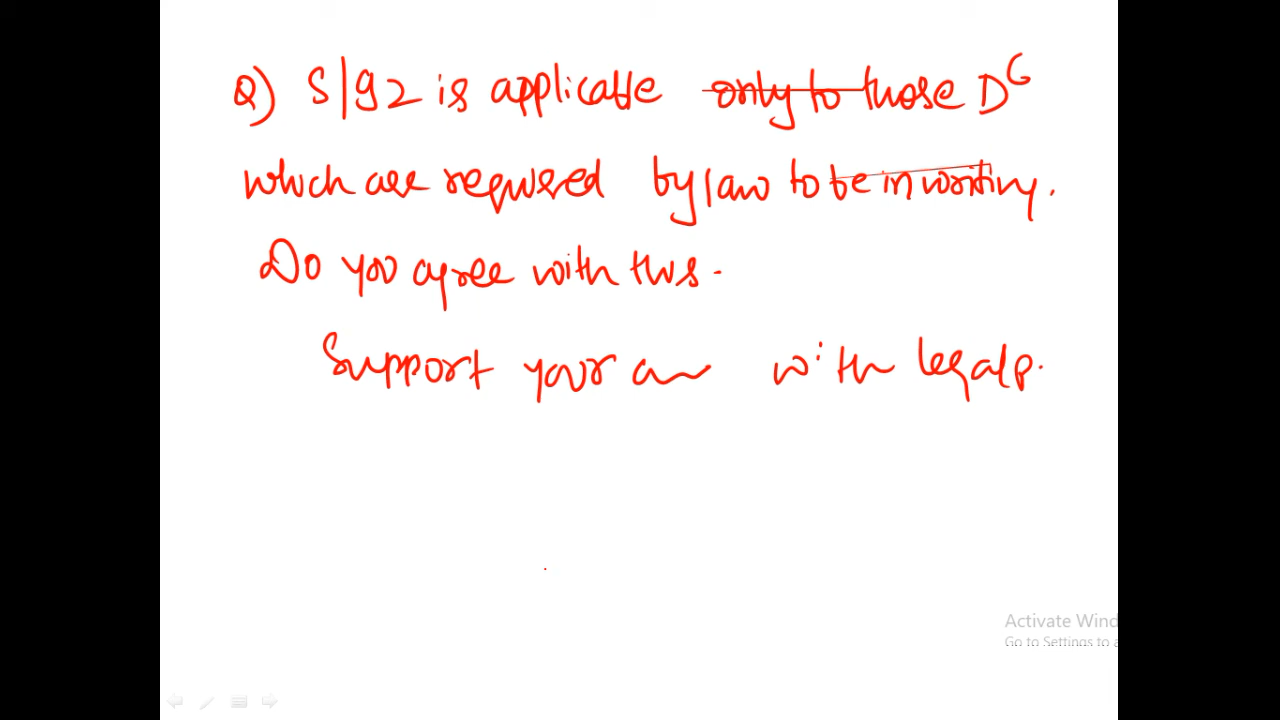 Q) S/92 is applicable only to those DG
which are required by law to be in writing.
Do you agree with this.
Support your an with legal p.
Activate Wind
Go to Settings to a